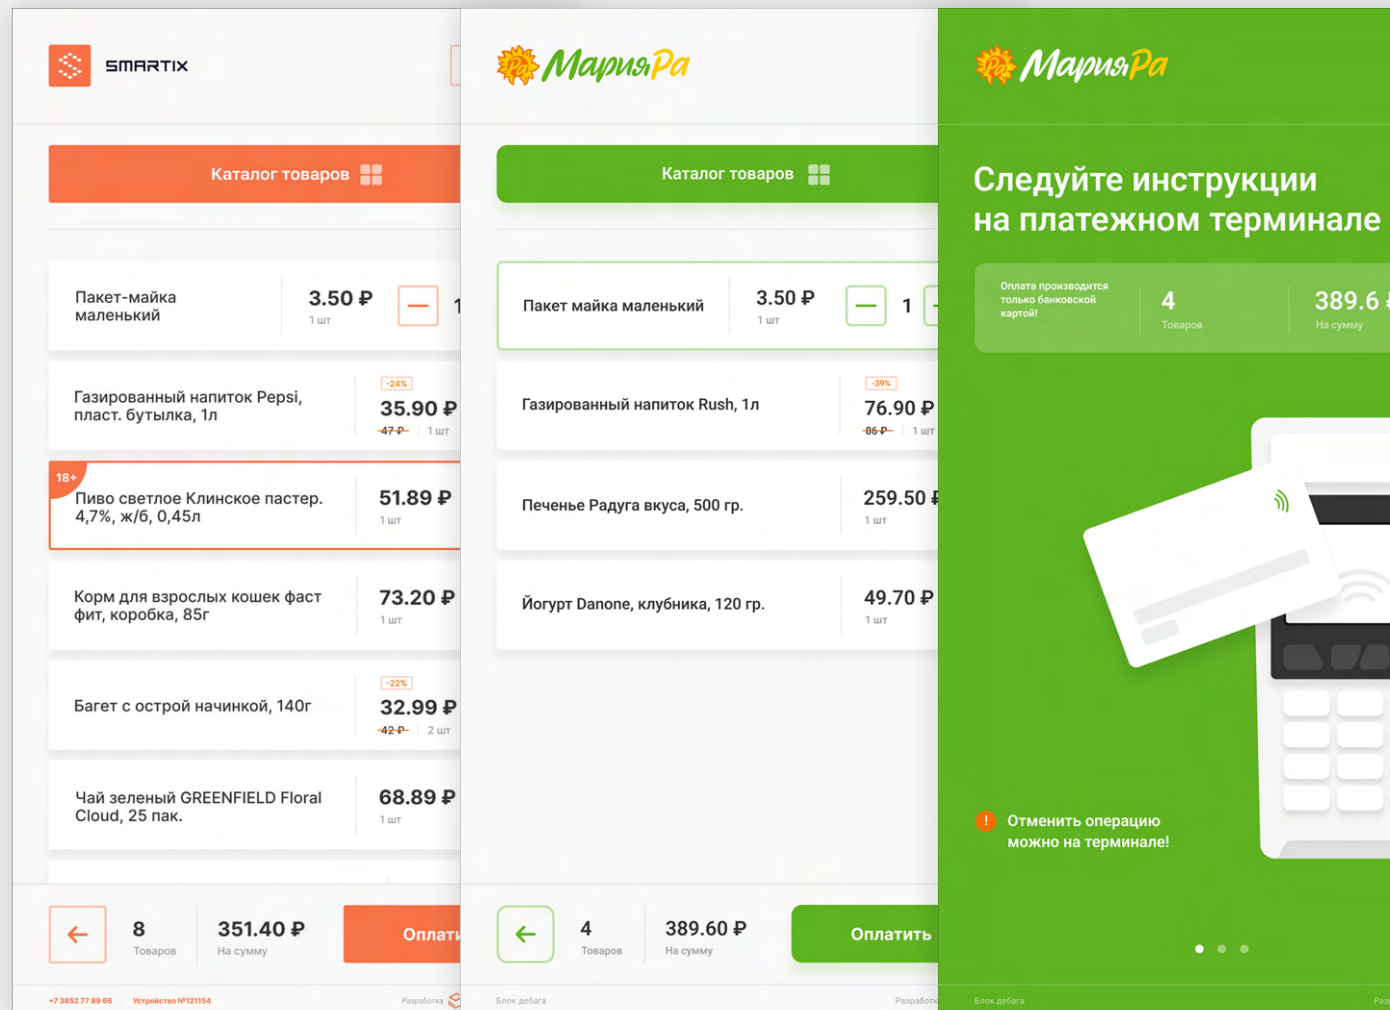 SMARTIX
Каталог товаров
Пакет-майка
маленький
3.50 ₽
1 шт
1
Газированный напиток Pepsi,
пласт. бутылка, 1л
-24%
35.90 ₽
47 ₽ 1 шт
18+
Пиво светлое Клинское пастер.
4,7%, ж/б, 0,45л
51.89 ₽
1 шт
Корм для взрослых кошек фаст
фит, коробка, 85г
73.20 ₽
1 шт
Багет с острой начинкой, 140г
-22%
32.99 ₽
42 ₽ 2 шт
Чай зеленый GREENFIELD Floral
Cloud, 25 пак.
68.89 ₽
1 шт
8
Товаров
351.40 ₽
На сумму
+7 3852 77 89 66 Устройство №121154 Разработка
Ра МарияРа
Каталог товаров
Пакет майка маленький
3.50 ₽
1 шт
1
Газированный напиток Rush, 1л
-39%
76.90 ₽
86 ₽ 1 шт
Печенье Радуга вкуса, 500 гр.
259.50 ₽
1 шт
Йогурт Danone, клубника, 120 гр.
49.70 ₽
1 шт
4
Товаров
389.60 ₽
На сумму
Оплатить
Блок дебага
Ра МарияРа
Следуйте инструкции
на платежном терминале
Оплата производится
только банковской
картой!
4
Товаров
389.6
На сумму
! Отменить операцию
можно на терминале!
Блок дебага